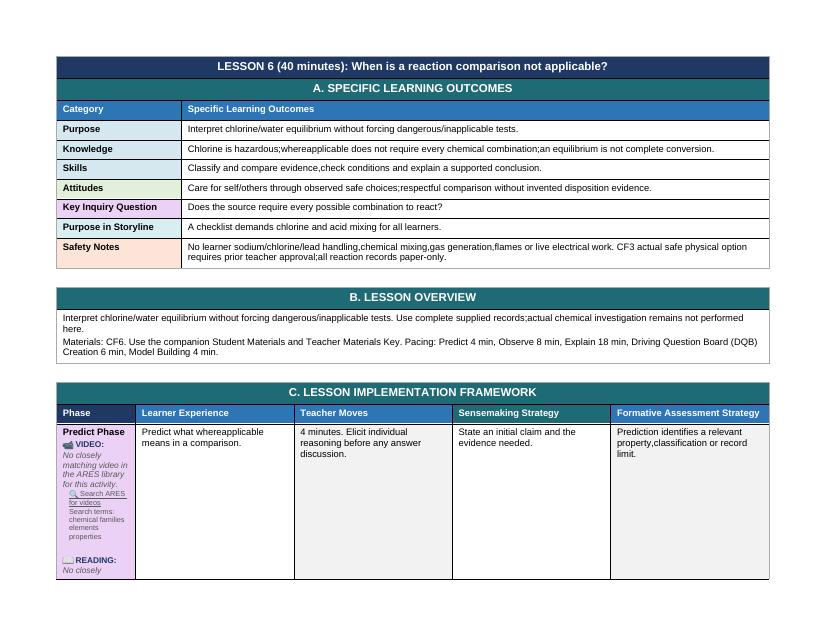 LESSON 6 (40 minutes): When is a reaction comparison not applicable?
A. SPECIFIC LEARNING OUTCOMES
Category Specific Learning Outcomes
Purpose Interpret chlorine/water equilibrium without forcing dangerous/inapplicable tests.
Knowledge Chlorine is hazardous;whereapplicable does not require every chemical combination;an equilibrium is not complete conversion.
Skills Classify and compare evidence,check conditions and explain a supported conclusion.
Attitudes Care for self/others through observed safe choices;respectful comparison without invented disposition evidence.
Key Inquiry Question Does the source require every possible combination to react?
Purpose in Storyline A checklist demands chlorine and acid mixing for all learners.
Safety Notes No learner sodium/chlorine/lead handling,chemical mixing,gas generation,flames or live electrical work. CF3 actual safe physical option
requires prior teacher approval;all reaction records paper-only.
B. LESSON OVERVIEW
Interpret chlorine/water equilibrium without forcing dangerous/inapplicable tests. Use complete supplied records;actual chemical investigation remains not performed
here.
Materials: CF6. Use the companion Student Materials and Teacher Materials Key. Pacing: Predict 4 min, Observe 8 min, Explain 18 min, Driving Question Board (DQB)
Creation 6 min, Model Building 4 min.
C. LESSON IMPLEMENTATION FRAMEWORK
Phase Learner Experience Teacher Moves Sensemaking Strategy Formative Assessment Strategy
Predict Phase
VIDEO:
No closely
matching video in
the ARES library
for this activity.
Search ARES
for videos
Search terms:
chemical families
elements
properties
READING:
No closely
Predict what whereapplicable
means in a comparison.
4 minutes. Elicit individual
reasoning before any answer
discussion.
State an initial claim and the
evidence needed.
Prediction identifies a relevant
property,classification or record
limit.